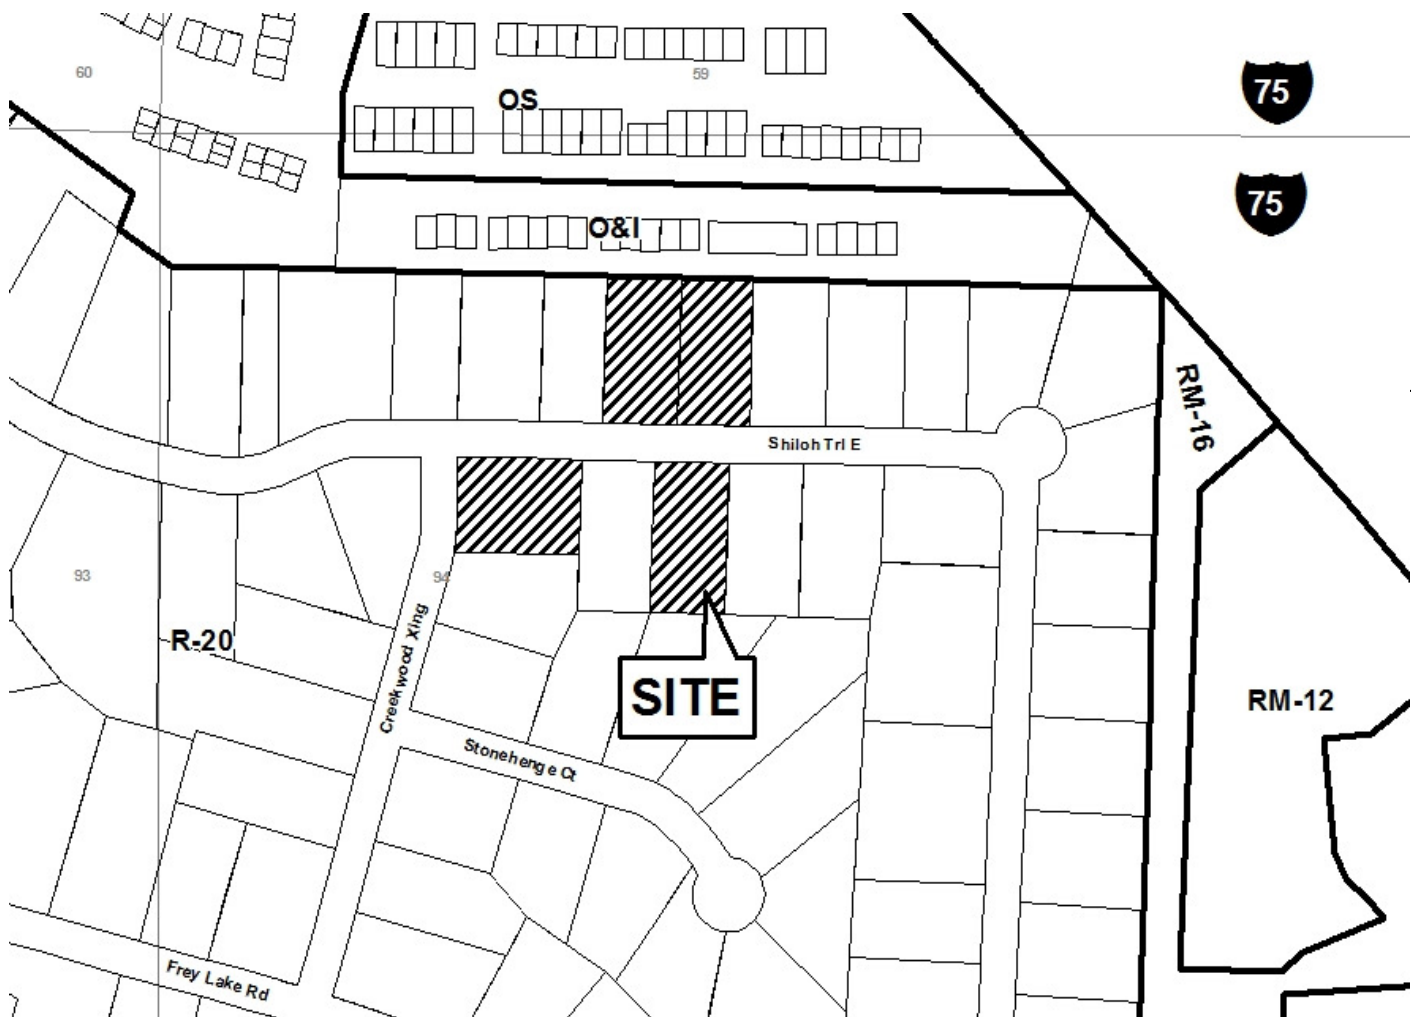 60
59
75
OS
75
O&I
RM-16
Shiloh Trl E
93
94
R-20
Creekwood Xing
SITE
RM-12
Stonehenge Ct
Frey Lake Rd